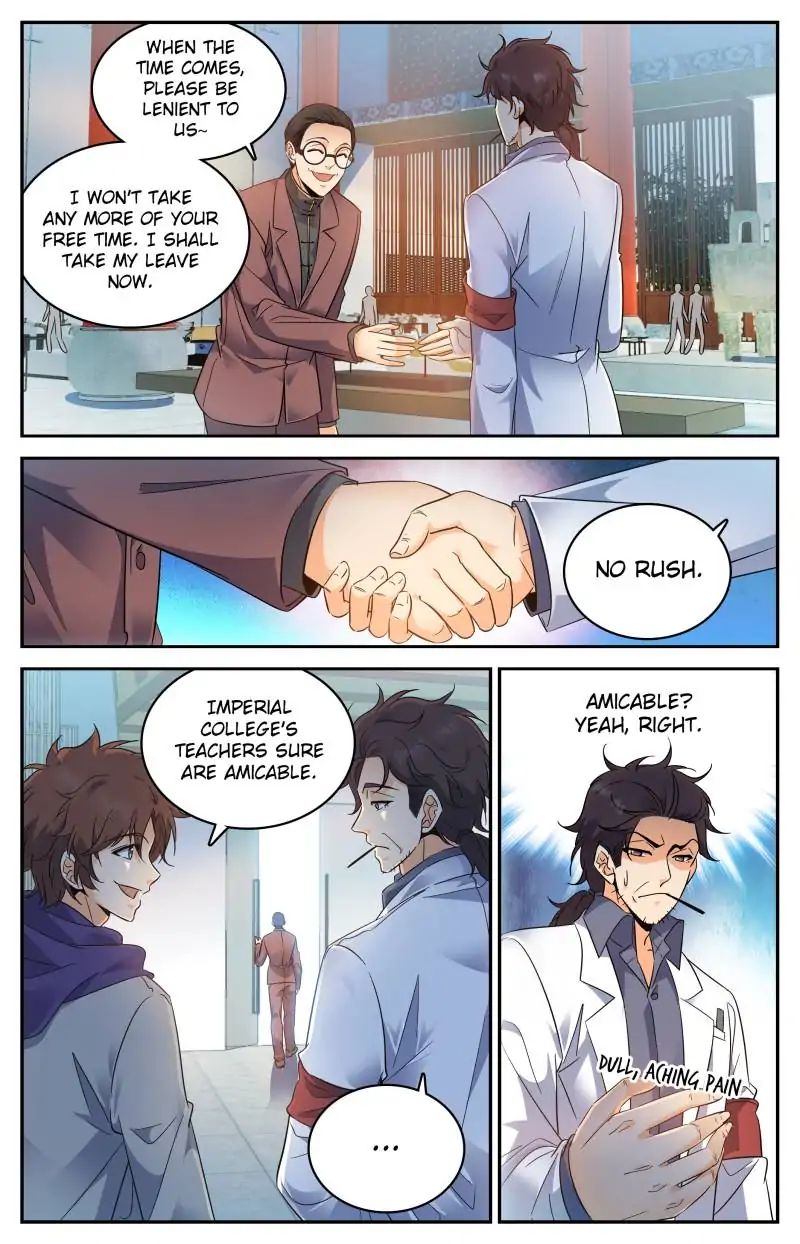 WHEN THE
TIME COMES,
PLEASE BE
LENIENT TO
US~
I WON'T TAKE
ANY MORE OF YOUR
FREE TIME. I SHALL
TAKE MY LEAVE
NOW.
NO RUSH.
IMPERIAL
COLLEGE'S
TEACHERS SURE
ARE AMICABLE.
...
AMICABLE?
YEAH, RIGHT.
DULL, ACHING PAIN